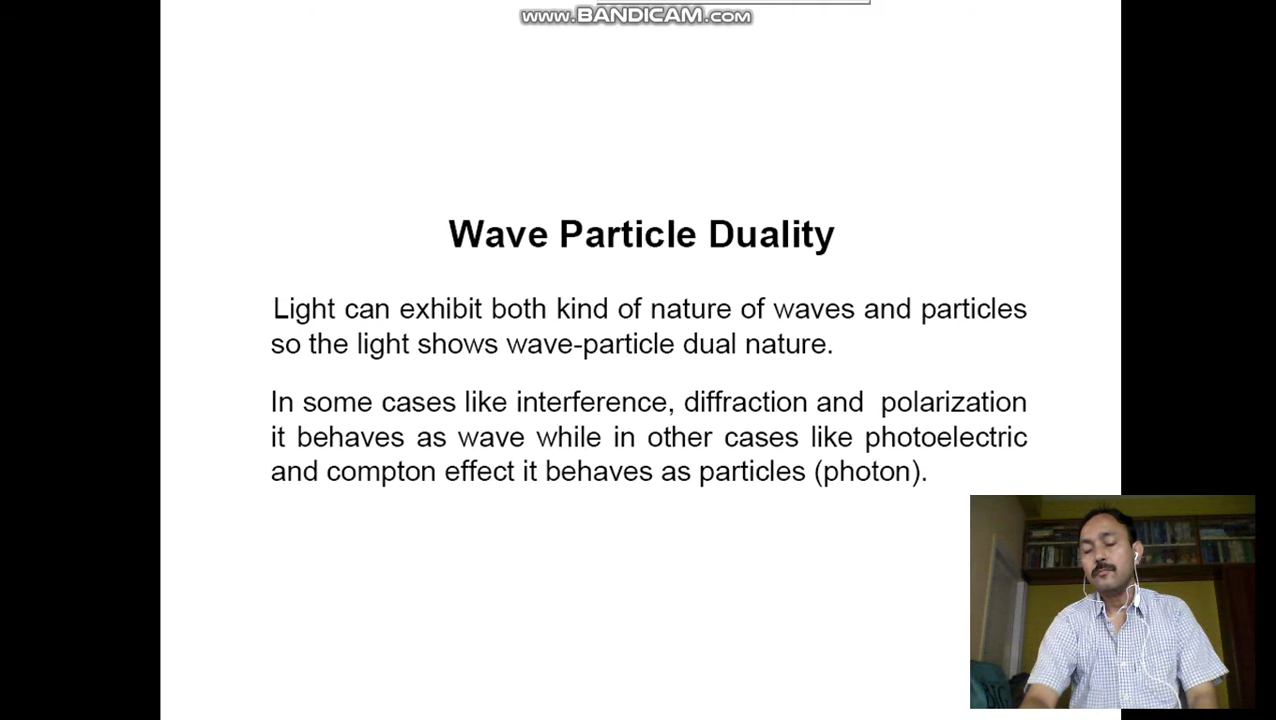 www.BANDICAM.com
Wave Particle Duality
Light can exhibit both kind of nature of waves and particles
so the light shows wave-particle dual nature.
In some cases like interference, diffraction and polarization
it behaves as wave while in other cases like photoelectric
and compton effect it behaves as particles (photon).